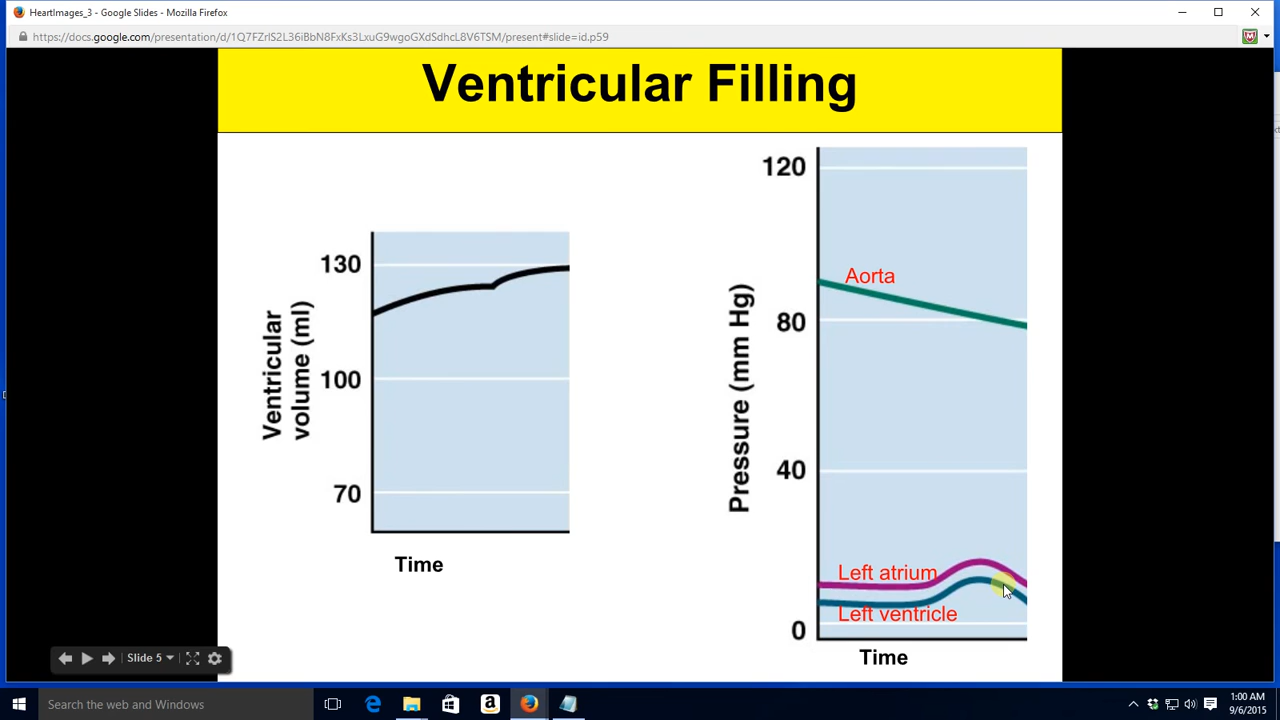 HeartImages_3 - Google Slides - Mozilla Firefox
https://docs.google.com/presentation/d/1Q7FZrlS2L36iBbN8FxKs3LxuG9wgoGXdSdhcL8V6TSM/present#slide=id.p59
Ventricular Filling
Ventricular
volume (ml)
130
100
70
Time
Pressure (mm Hg)
120
80
40
0
Aorta
Left atrium
Left ventricle
Time
Slide 5
Search the web and Windows
1:00 AM
9/6/2015